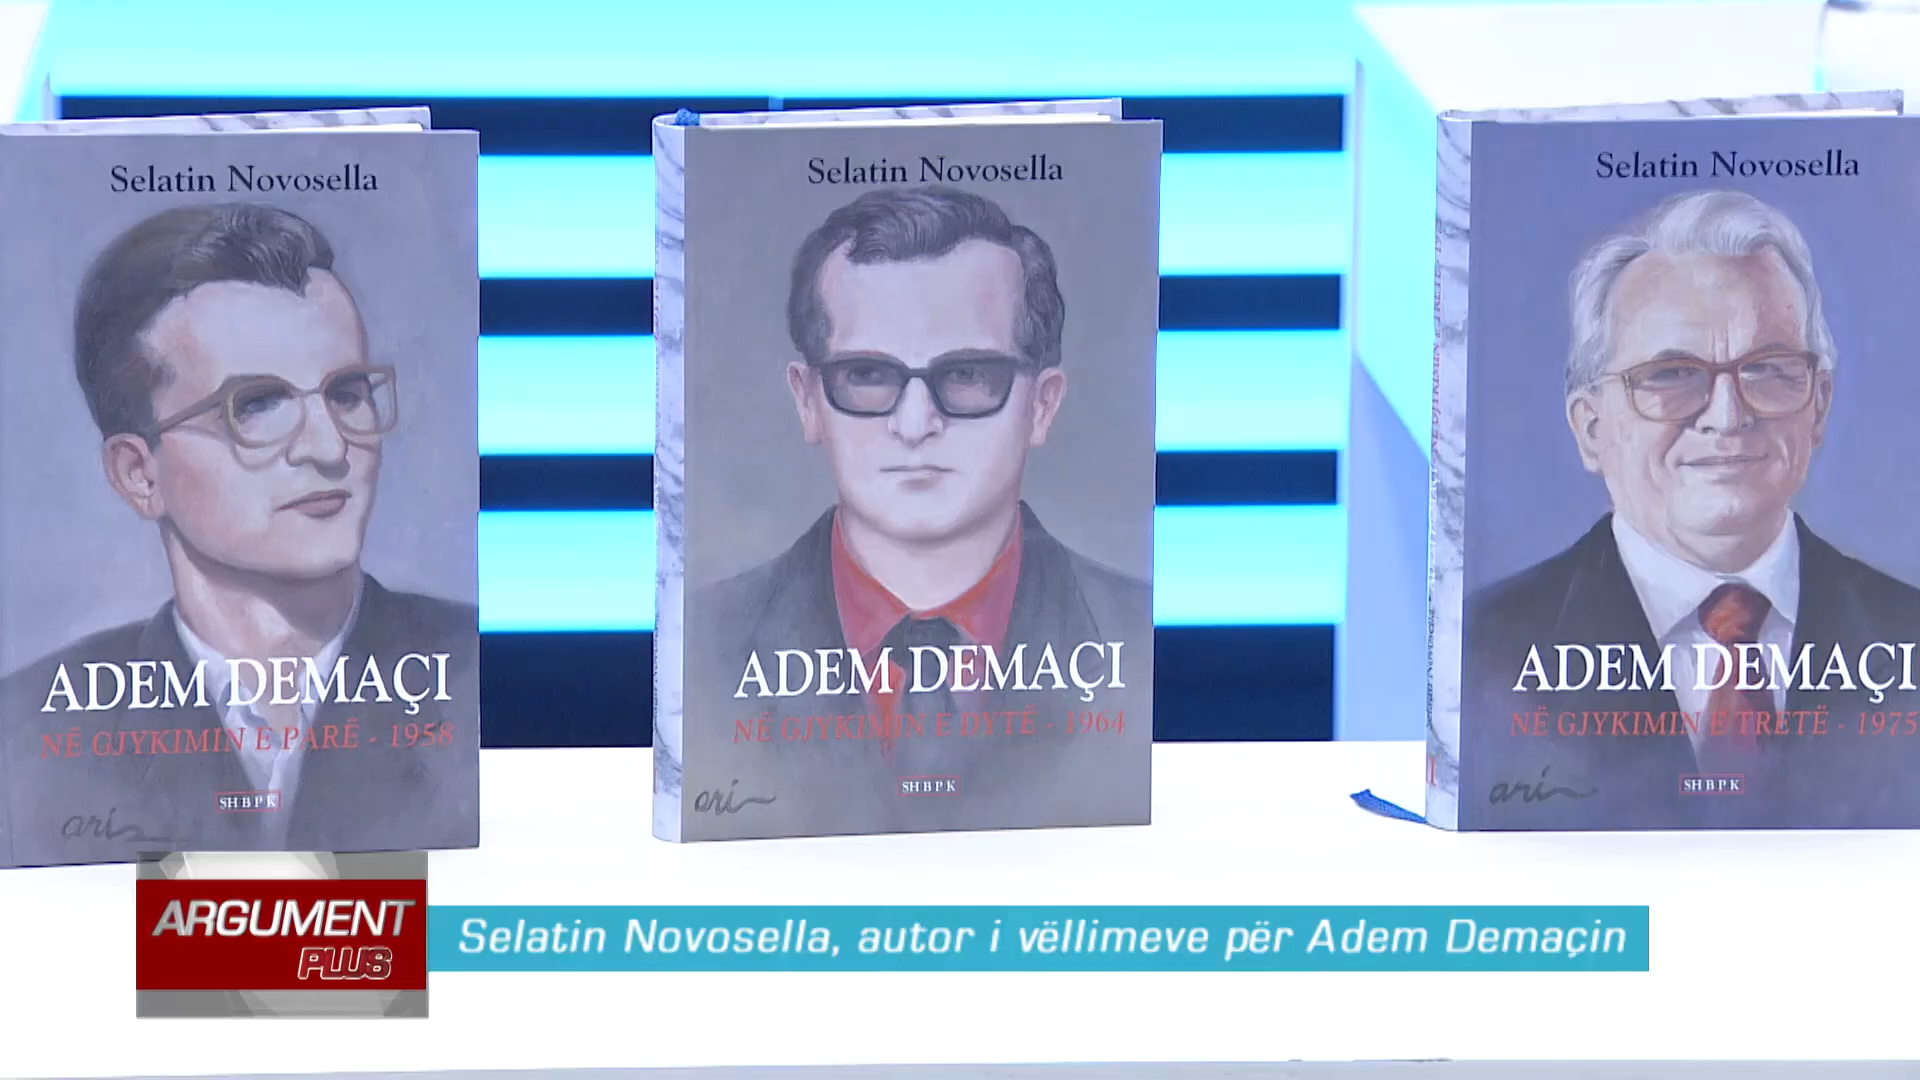 Selatin Novosella
ADEM DEMAÇI
NË GJYKIMIN E PARË - 1958
SHBPK
ari
Selatin Novosella
ADEM DEMAÇI
NË GJYKIMIN E DYTË - 1964
SHBPK
ari
Selatin Novosella
ADEM DEMAÇI
NË GJYKIMIN E TRETË - 1975
SHBPK
ari
ARGUMENT
PLUS
Selatin Novosella, autor i vëllimeve për Adem Demaçin